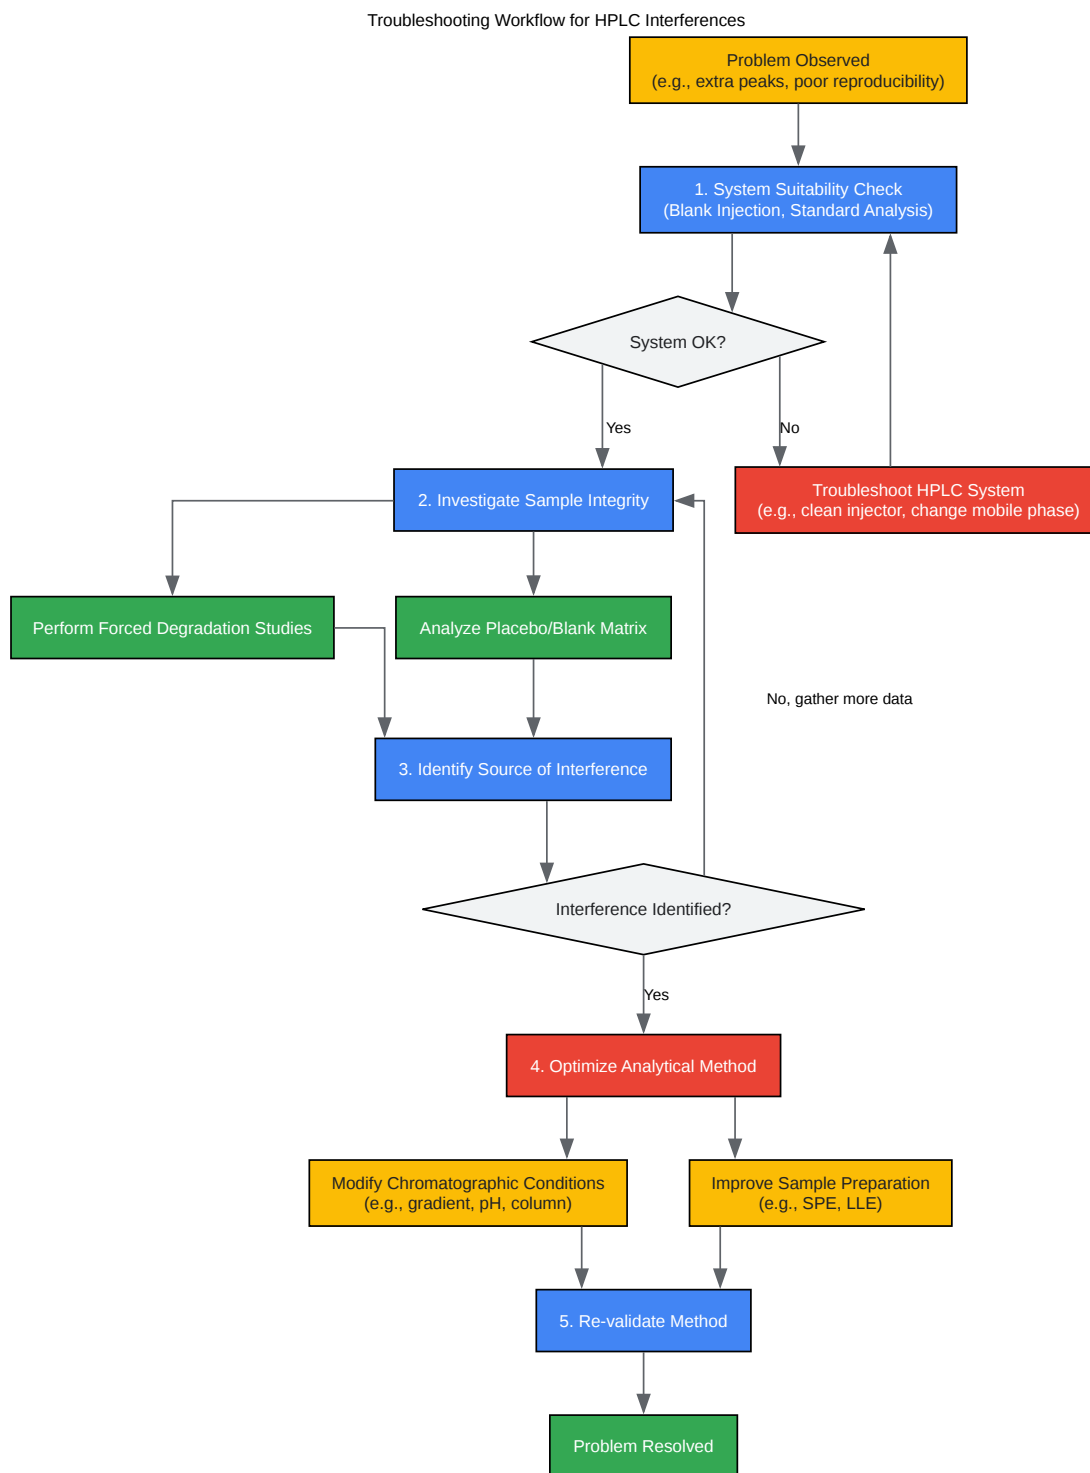 Troubleshooting Workflow for HPLC Interferences
Problem Observed
(e.g., extra peaks, poor reproducibility)
1. System Suitability Check
(Blank Injection, Standard Analysis)
System OK?
Yes
No
2. Investigate Sample Integrity
Troubleshoot HPLC System
(e.g., clean injector, change mobile phase)
Perform Forced Degradation Studies
Analyze Placebo/Blank Matrix
No, gather more data
3. Identify Source of Interference
Interference Identified?
Yes
4. Optimize Analytical Method
Modify Chromatographic Conditions
(e.g., gradient, pH, column)
Improve Sample Preparation
(e.g., SPE, LLE)
5. Re-validate Method
Problem Resolved